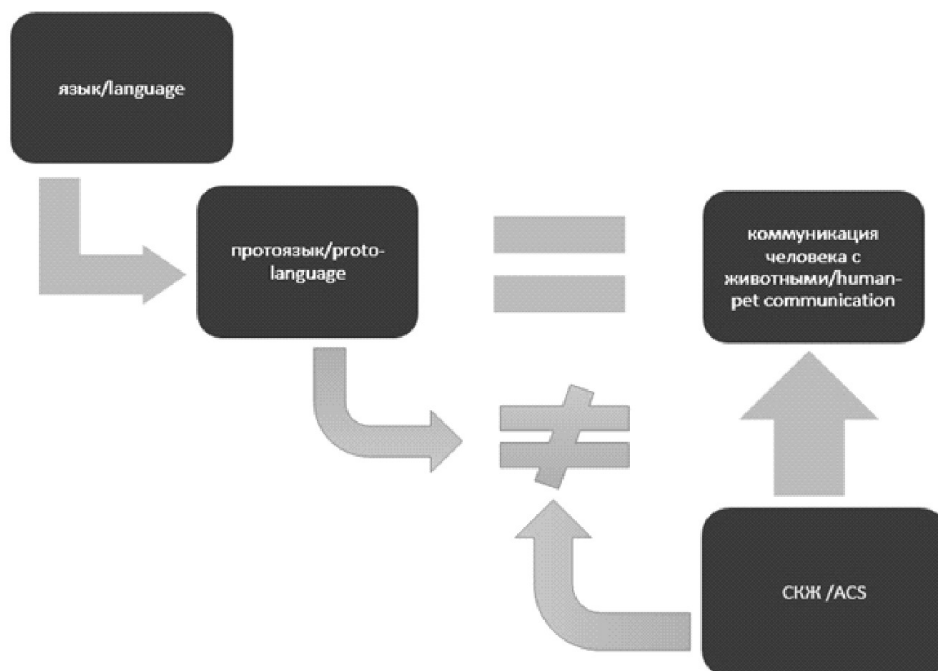 язык/language
протоязык/proto-
language
коммуникация
человека с
животными/human-
pet communication
СКЖ /ACS